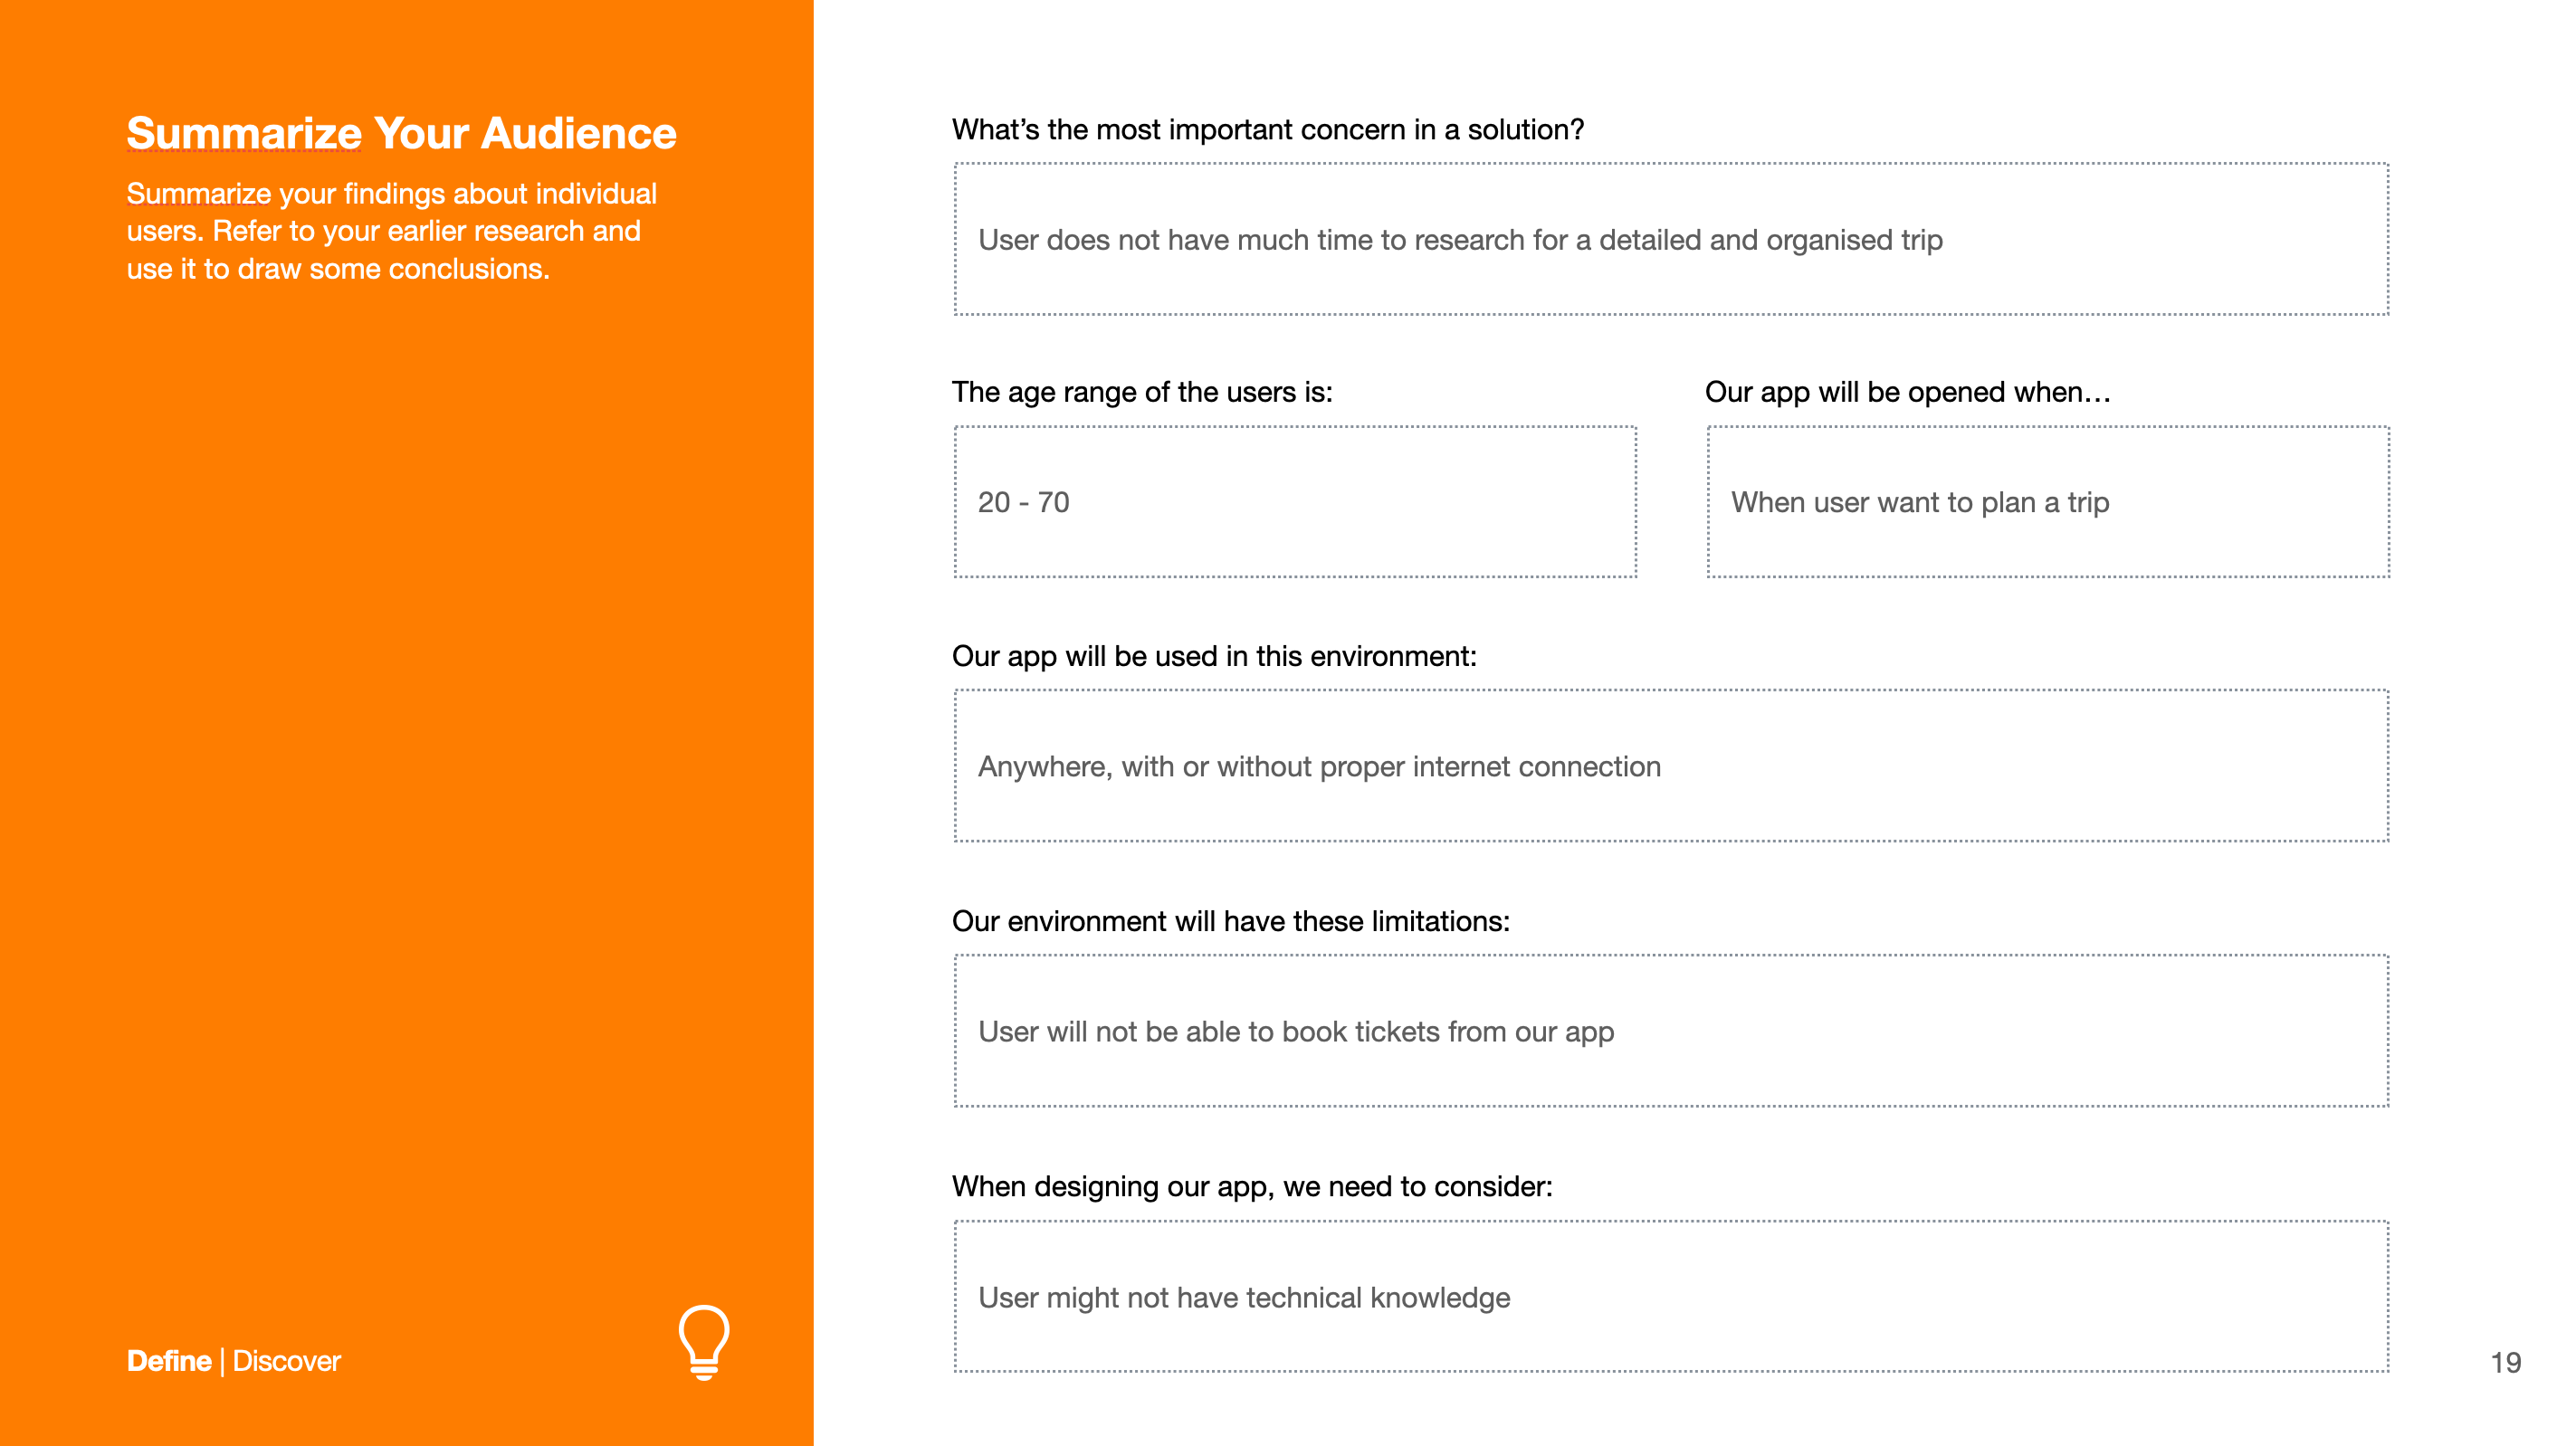 Summarize Your Audience
Summarize your findings about individual
users. Refer to your earlier research and
use it to draw some conclusions.
What’s the most important concern in a solution?
User does not have much time to research for a detailed and organised trip
The age range of the users is:
20 - 70
Our app will be opened when…
When user want to plan a trip
Our app will be used in this environment:
Anywhere, with or without proper internet connection
Our environment will have these limitations:
User will not be able to book tickets from our app
When designing our app, we need to consider:
User might not have technical knowledge
Define | Discover
19